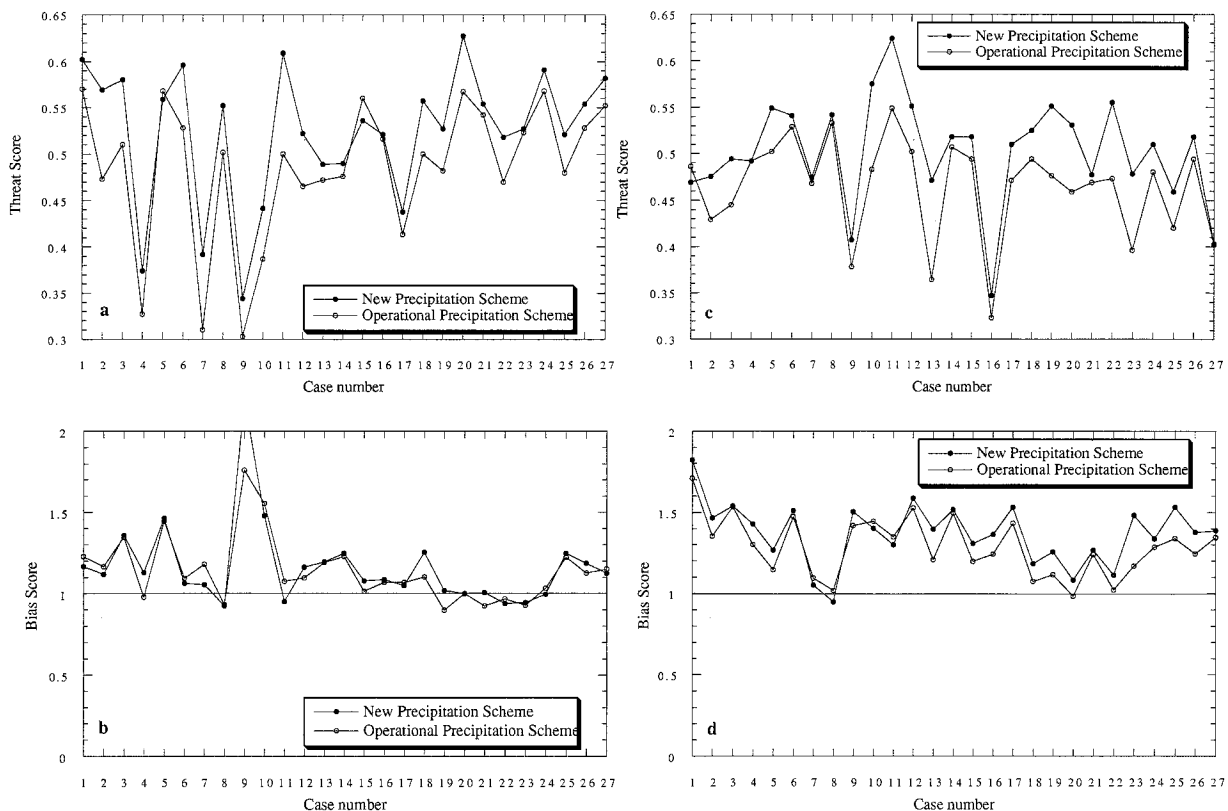 0.65
0.6
0.55
0.5
0.45
0.4
0.35
0.3
Threat Score
a
New Precipitation Scheme
Operational Precipitation Scheme
1 2 3 4 5 6 7 8 9 10 11 12 13 14 15 16 17 18 19 20 21 22 23 24 25 26 27
Case number
0.65
0.6
0.55
0.5
0.45
0.4
0.35
0.3
Threat Score
c
New Precipitation Scheme
Operational Precipitation Scheme
1 2 3 4 5 6 7 8 9 10 11 12 13 14 15 16 17 18 19 20 21 22 23 24 25 26 27
Case number
2
1.5
1
0.5
0
Bias Score
b
New Precipitation Scheme
Operational Precipitation Scheme
1 2 3 4 5 6 7 8 9 10 11 12 13 14 15 16 17 18 19 20 21 22 23 24 25 26 27
Case number
2
1.5
1
0.5
0
Bias Score
d
New Precipitation Scheme
Operational Precipitation Scheme
1 2 3 4 5 6 7 8 9 10 11 12 13 14 15 16 17 18 19 20 21 22 23 24 25 26 27
Case number